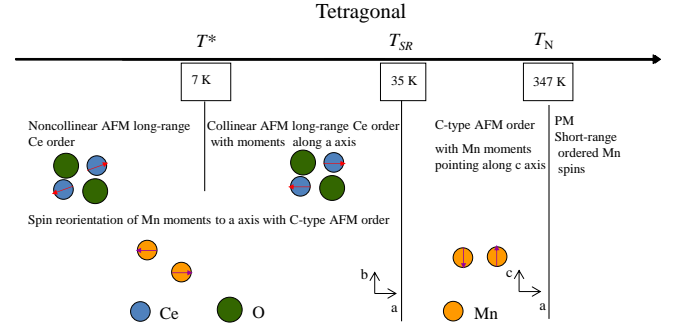 Tetragonal
T* T_SR T_N
7 K 35 K 347 K
Noncollinear AFM long-range
Ce order
Collinear AFM long-range Ce order
with moments along a axis
C-type AFM order
with Mn moments
pointing along c axis
PM
Short-range
ordered Mn
spins
Spin reorientation of Mn moments to a axis with C-type AFM order
b
a
c
a
Ce O Mn